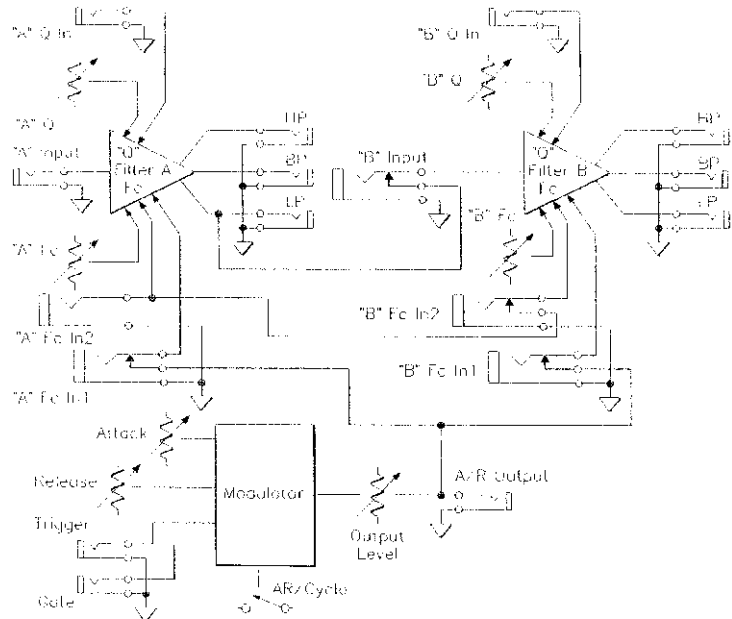 "A" Q In
"B" Q In
"A" Q
"B" Q
HP
"A" Input
"Q"
Filter A
Fc
BP
LP
"B" Input
"Q"
Filter B
Fc
BP
"A" Fc
"B" Fc
"A" Fc In2
"B" Fc In2
"A" Fc In1
"B" Fc In1
Attack
Release
Modulator
A/R Output
Trigger
Output
Level
Gate
AR/Cycle